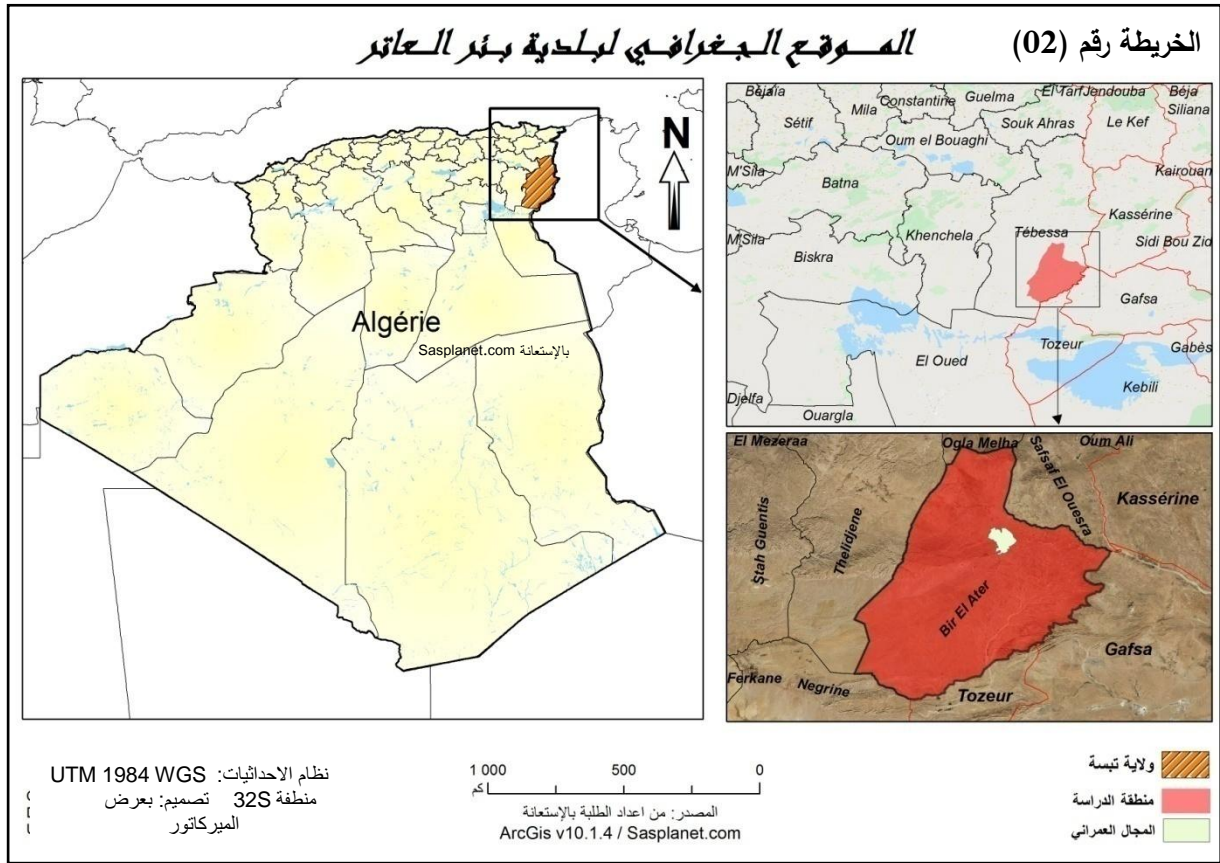 الخريطة رقم (02)
الموقع الجغرافي لبلدية بئر العاتر
N
Algérie
بالإستعانة Sasplanet.com
Béjaïa
Mila
Constantine
Guelma
El Tarf
Jendouba
Béja
Siliana
Sétif
Souk Ahras
Le Kef
Oum el Bouaghi
M'Sila
Batna
Kairouan
Kassérine
M'Sila
Khenchela
Tébessa
Sidi Bou Zid
Biskra
Gafsa
Tozeur
El Oued
Gabès
Kebili
Djelfa
Ouargla
El Mezeraa
Ogla Melha
Safsaf El Ouesra
Oum Ali
Kassérine
Stah Guentis
Thelidjene
Bir El Ater
Gafsa
Ferkane
Negrine
Tozeur
نظام الاحداثيات: UTM 1984 WGS
منطقة 32S تصميم: بعرض
الميركاتور
1 000 500 0
كم
المصدر: من اعداد الطلبة بالإستعانة
ArcGis v10.1.4 / Sasplanet.com
ولاية تبسة
منطقة الدراسة
المجال العمراني